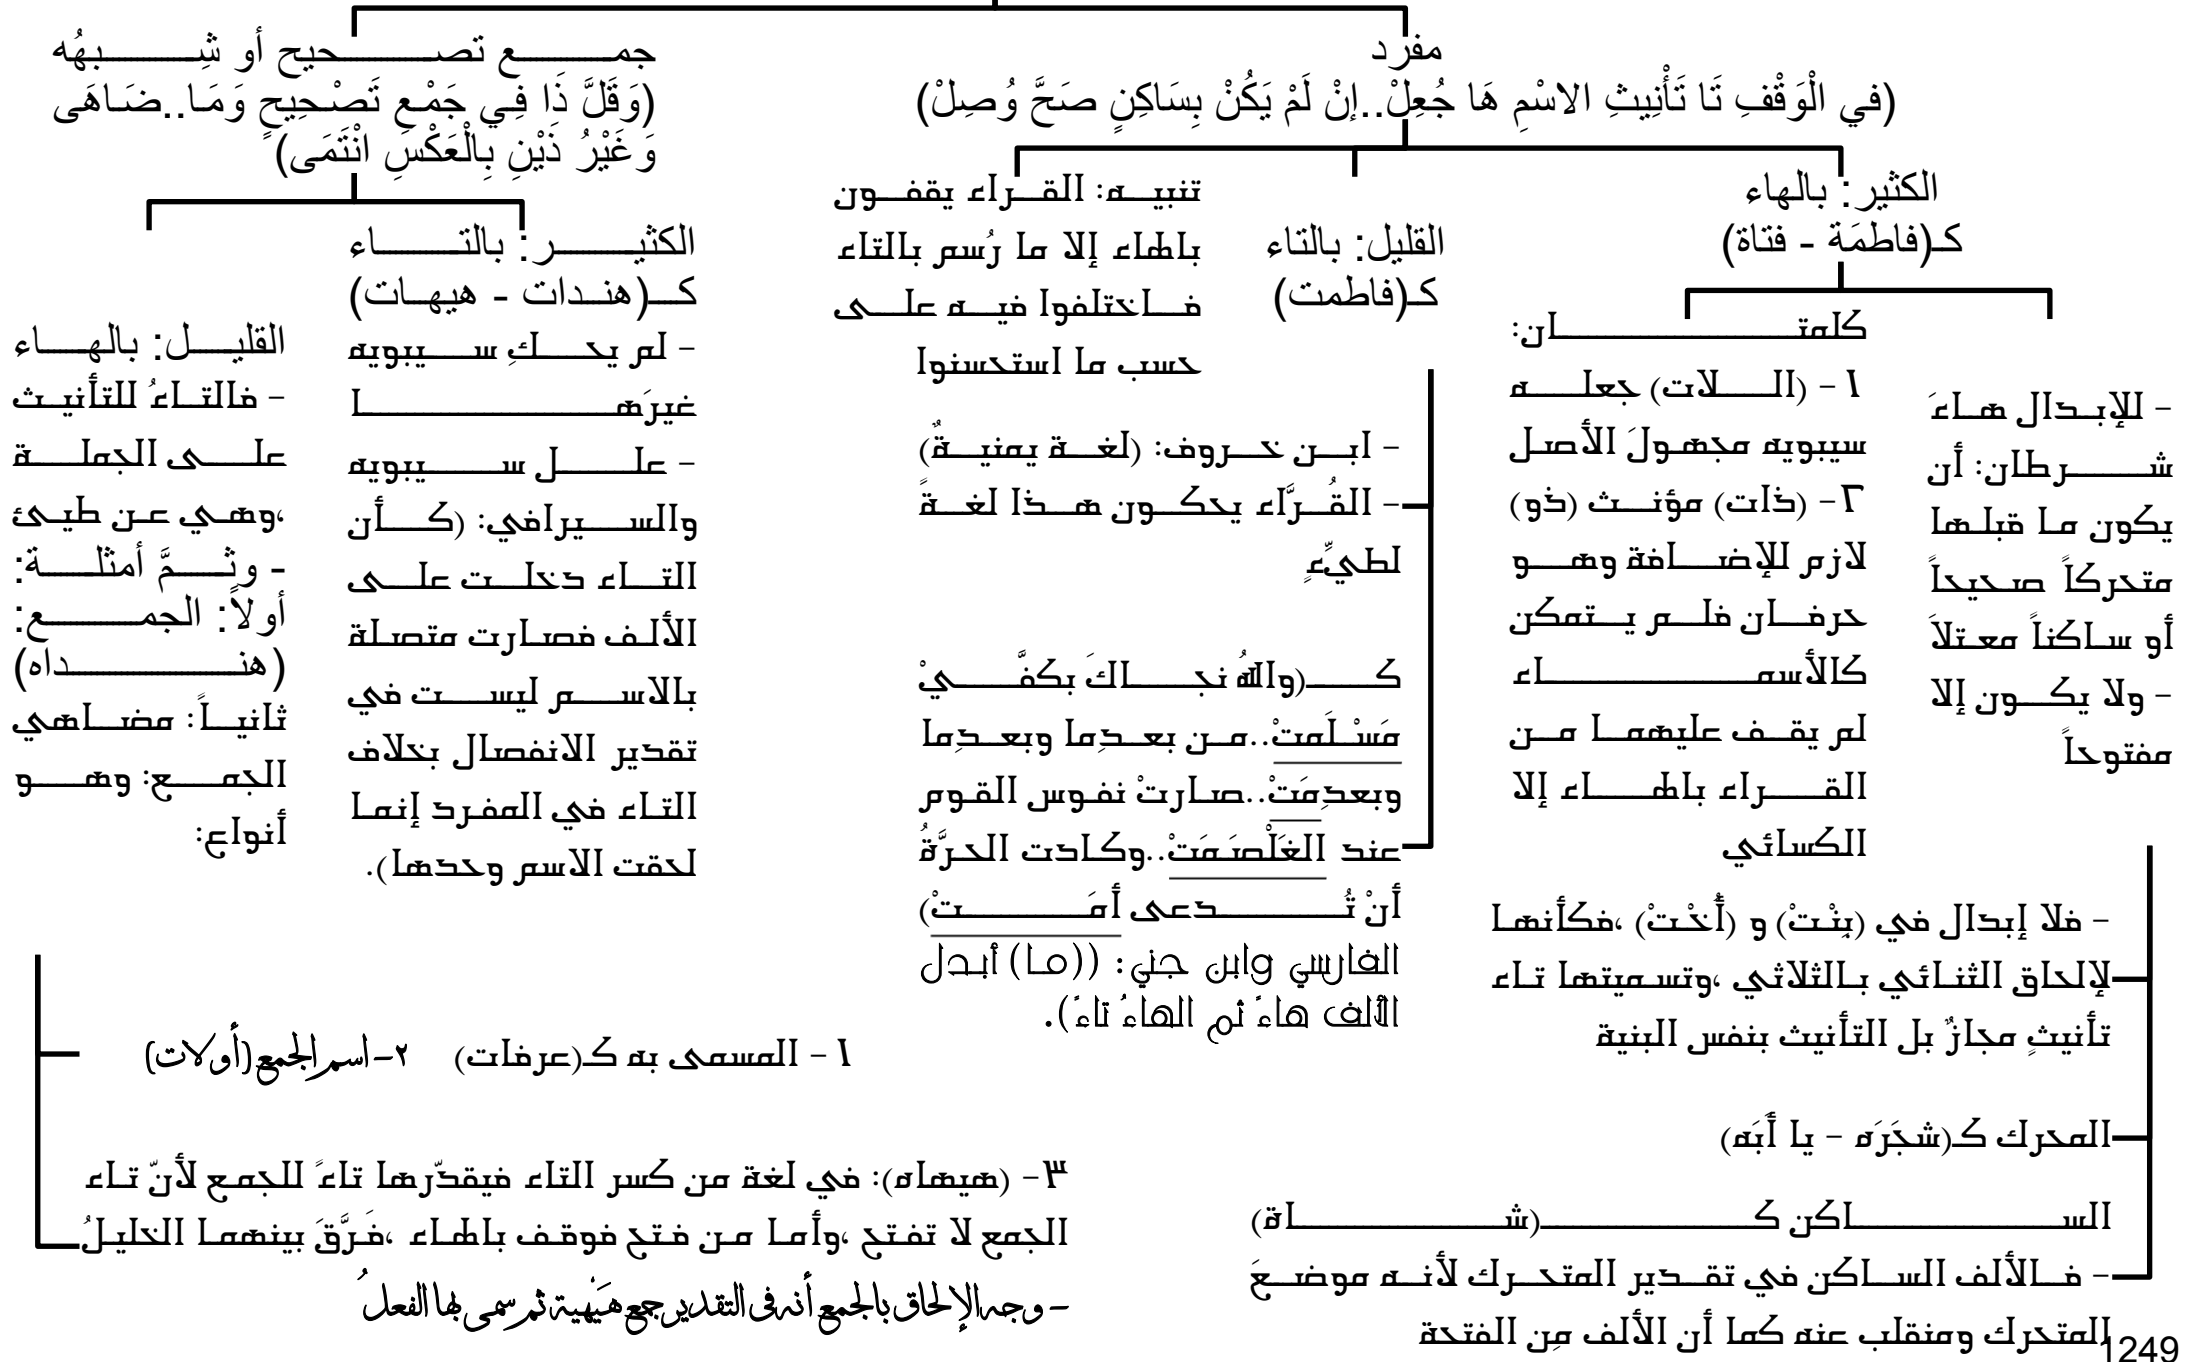 مفرد
(في الْوَقْفِ تَا تَأْنِيثِ الاسْمِ هَا جُعِلْ..إنْ لَمْ يَكُنْ بِسَاكِنٍ صَحَّ وُصِلْ)
الكثير: بالهاء
كـ(فاطمَة - فتاة)
- للإبدال هاءَ
شرطان: أن
يكون ما قبلها
متحركاً صحيحاً
أو ساكناً معتلاً
- ولا يكون إلا
مفتوحاً
- فلا إبدال في (بِنْتْ) و (أُخْتْ) ،فكأنها
لإلحاق الثنائي بالثلاثي ،وتسميتها تاء
تأنيثٍ مجازٌ بل التأنيث بنفس البنية
المحرك كـ(شجَرَه - يا أَبَه)
الساكن كـ(شاة)
- فالألف الساكن في تقدير المتحرك لأنه موضعَ
المتحرك ومنقلب عنه كما أن الألف مِن الفتحة
كلمتان:
١ - (اللات) جعله
سيبويه مجهولَ الأصل
٢- (ذات) مؤنث (ذو)
لازم للإضافة وهو
حرفان فلم يتمكن
كالأسماء
لم يقف عليهما من
القراء بالهاء إلا
الكسائي
القليل: بالتاء
كـ(فاطمت)
- ابن خروف: (لغة يمنيةٌ)
- القُرَّاء يحكون هذا لغةً
لطيِّءٍ
كـ(والله نجاكَ بكفَّيْ
مَسْلَمتْ..من بعدِما وبعدِما
وبعدِمَتْ..صارتْ نفوس القوم
عند الغَلْصَمَتْ..وكادت الحرَّةُ
أنْ تُدعى أمَتْ)
الفارسي وابن جني: ((ما) أبدل
الألف هاءً ثم الهاءُ تاءً).
تنبيه: القراء يقفون
بالهاء إلا ما رُسم بالتاء
فاختلفوا فيه على
حسب ما استحسنوا
جمع تصحيح أو شِبهُه
(وَقَلَّ ذَا فِي جَمْعِ تَصْحِيحٍ وَمَا..ضَاهَى
وَغَيْرُ ذَيْنِ بِالْعَكْسِ انْتَمَى)
الكثير: بالتاء
كـ(هندات - هيهات)
- لم يحكِ سيبويه
غيرَها
- علل سيبويه
والسيرافي: (كأن
التاء دخلت على
الألف فصارت متصلة
بالاسم ليست في
تقدير الانفصال بخلاف
التاء في المفرد إنما
لحقت الاسم وحدها).
القليل: بالهاء
- فالتاءُ للتأنيث
على الجملة
،وهي عن طيىء
- وثَمَّ أمثلة:
أولاً: الجمع:
(هنداه)
ثانياً: مضاهي
الجمع: وهو
أنواع:
١ - المسمى به كـ(عرفات) ٢- اسم الجمع (أولات)
٣- (هيهاه): في لغة من كسر التاء فيقدّرها تاءً للجمع لأنّ تاء
الجمع لا تفتح ،وأما من فتح فوقف بالهاء ،فَرَّقَ بينهما الخليلُ
- وجه الإلحاق بالجمع أنه في التقدير جمع هَيْهية ثم سمى بها الفعلُ
1249